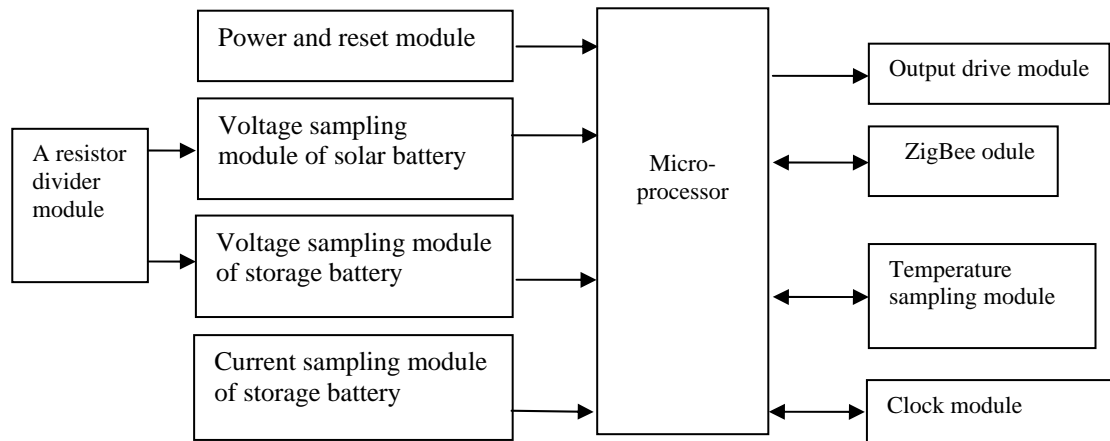 Power and reset module
Voltage sampling
module of solar battery
A resistor
divider
module
Voltage sampling module
of storage battery
Current sampling module
of storage battery
Micro-
processor
Output drive module
ZigBee odule
Temperature
sampling module
Clock module